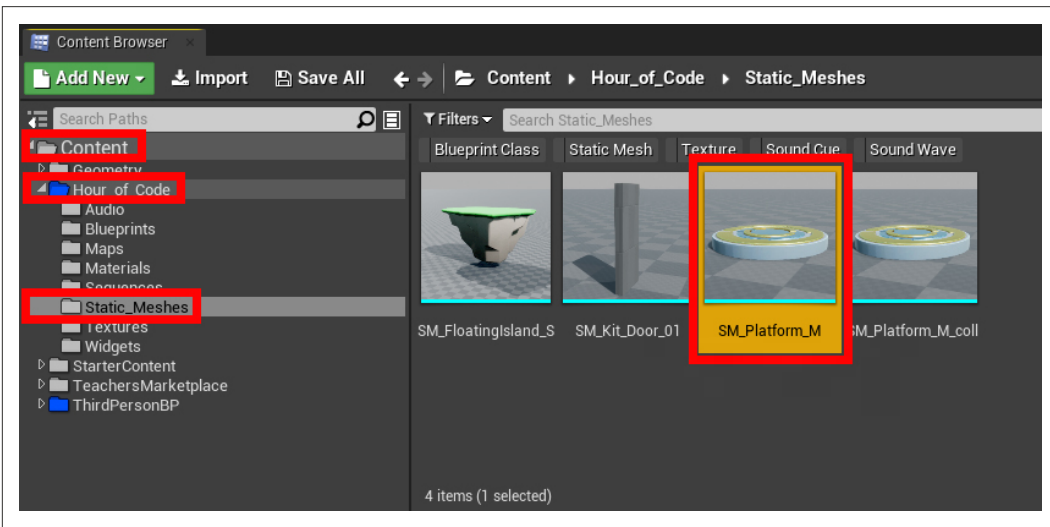 Content Browser
Add New Import Save All Content Hour_of_Code Static_Meshes
Search Paths
Content
Geometry
Hour_of_Code
Audio
Blueprints
Maps
Materials
Sequences
Static_Meshes
Textures
Widgets
StarterContent
TeachersMarketplace
ThirdPersonBP
Filters Search Static_Meshes
Blueprint Class Static Mesh Texture Sound Cue Sound Wave
SM_FloatingIsland_S SM_Kit_Door_01 SM_Platform_M SM_Platform_M_coll
4 items (1 selected)